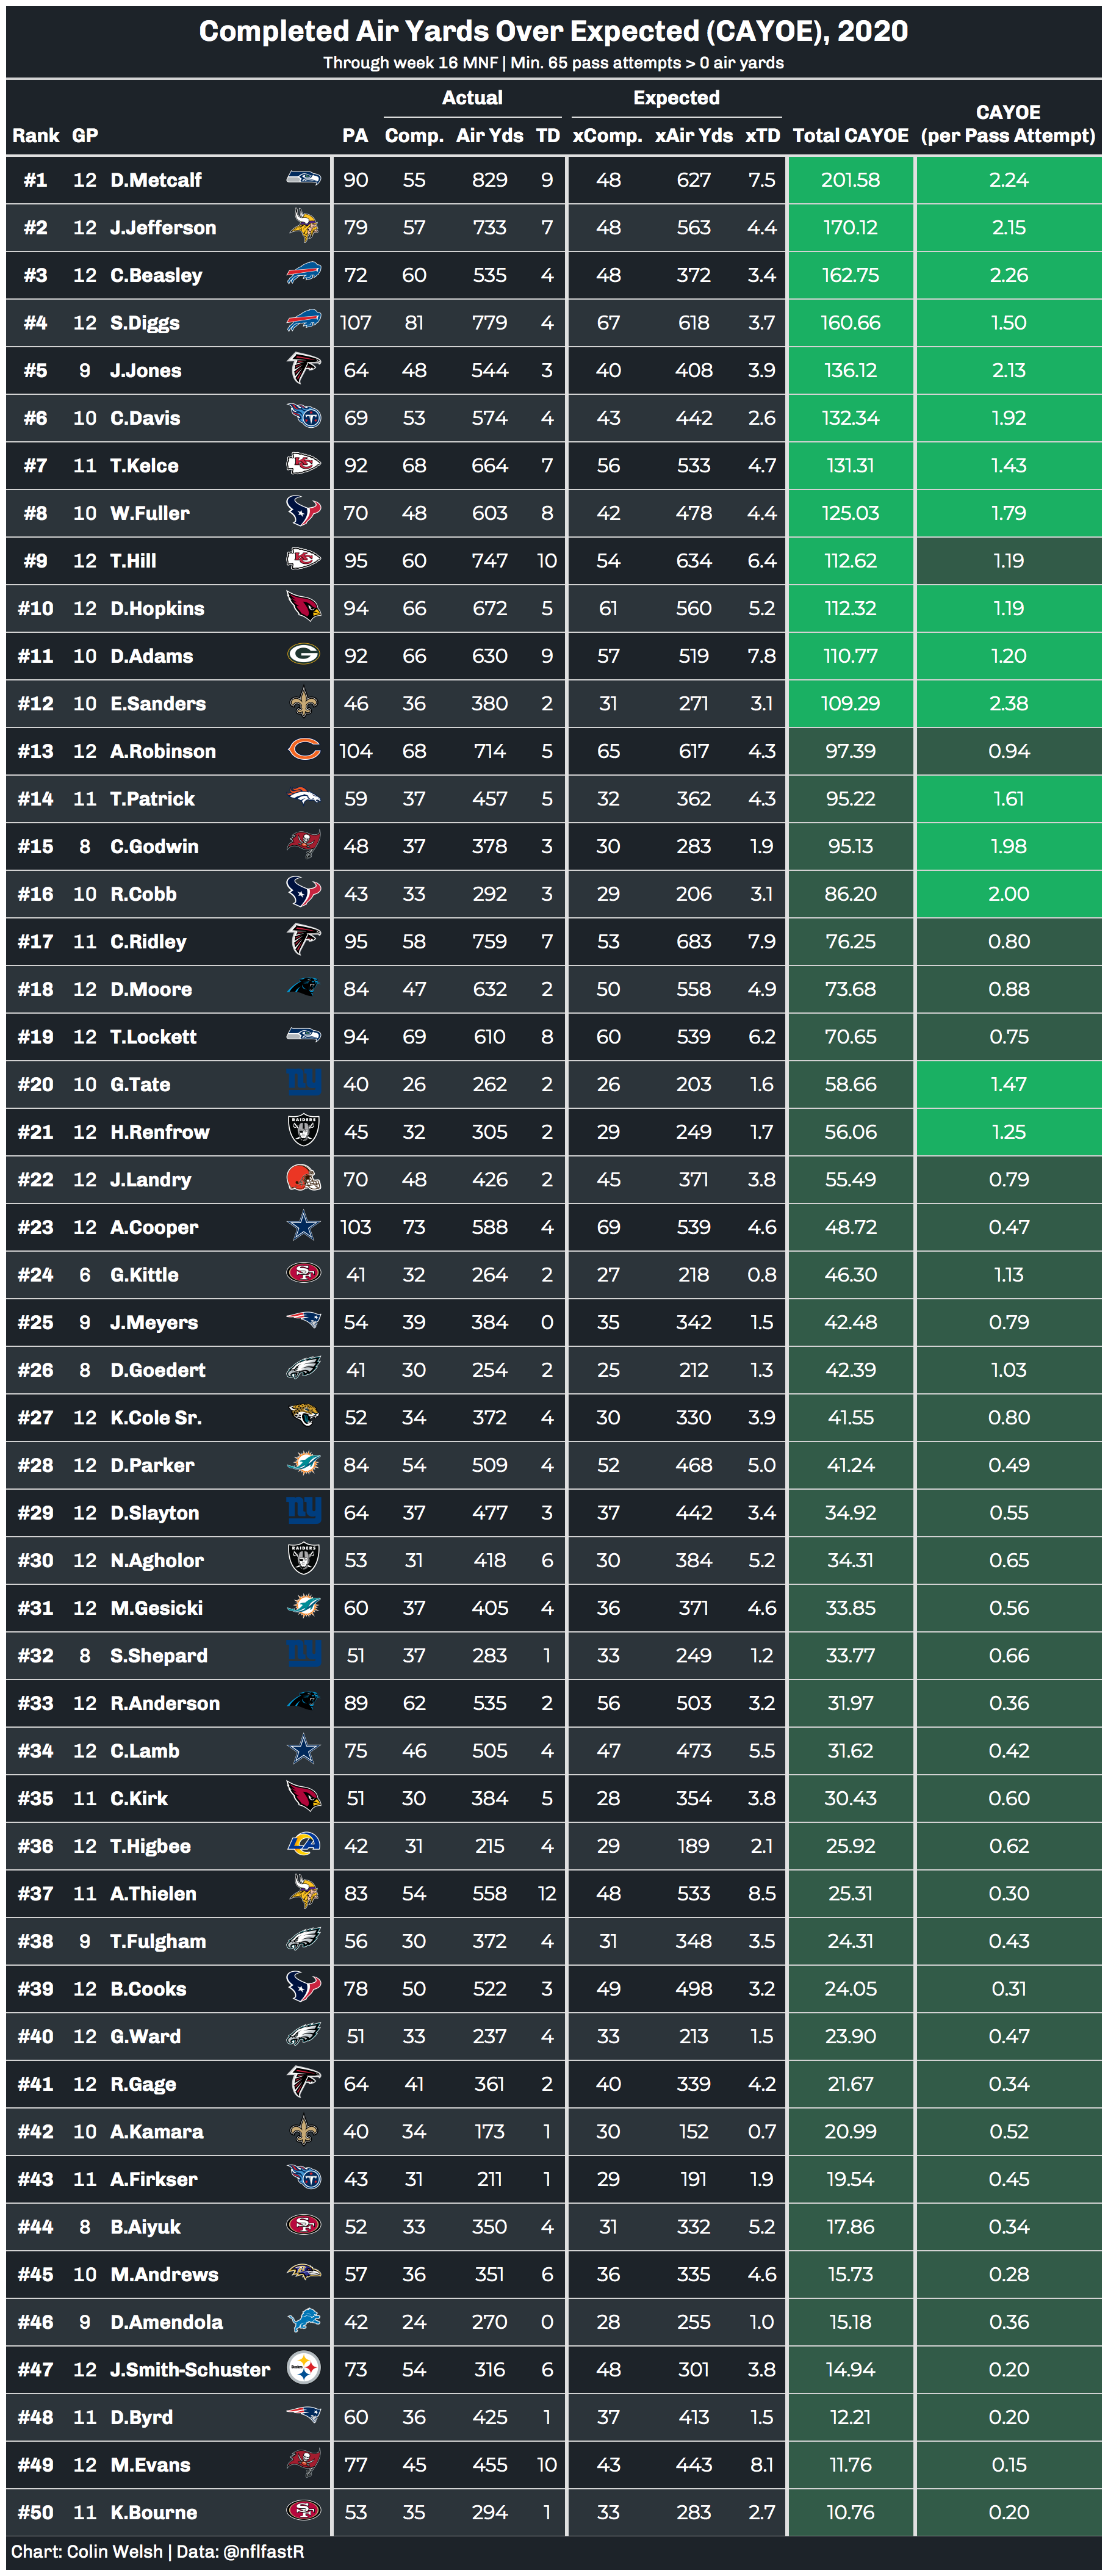 Completed Air Yards Over Expected (CAYOE), 2020
Through week 16 MNF | Min. 65 pass attempts > 0 air yards
Actual Expected CAYOE
Rank GP PA Comp. Air Yds TD xComp. xAir Yds xTD Total CAYOE (per Pass Attempt)
#1 12 D.Metcalf 90 55 829 9 48 627 7.5 201.58 2.24
#2 12 J.Jefferson 79 57 733 7 48 563 4.4 170.12 2.15
#3 12 C.Beasley 72 60 535 4 48 372 3.4 162.75 2.26
#4 12 S.Diggs 107 81 779 4 67 618 3.7 160.66 1.50
#5 9 J.Jones 64 48 544 3 40 408 3.9 136.12 2.13
#6 10 C.Davis 69 53 574 4 43 442 2.6 132.34 1.92
#7 11 T.Kelce 92 68 664 7 56 533 4.7 131.31 1.43
#8 10 W.Fuller 70 48 603 8 42 478 4.4 125.03 1.79
#9 12 T.Hill 95 60 747 10 54 634 6.4 112.62 1.19
#10 12 D.Hopkins 94 66 672 5 61 560 5.2 112.32 1.19
#11 10 D.Adams 92 66 630 9 57 519 7.8 110.77 1.20
#12 10 E.Sanders 46 36 380 2 31 271 3.1 109.29 2.38
#13 12 A.Robinson 104 68 714 5 65 617 4.3 97.39 0.94
#14 11 T.Patrick 59 37 457 5 32 362 4.3 95.22 1.61
#15 8 C.Godwin 48 37 378 3 30 283 1.9 95.13 1.98
#16 10 R.Cobb 43 33 292 3 29 206 3.1 86.20 2.00
#17 11 C.Ridley 95 58 759 7 53 683 7.9 76.25 0.80
#18 12 D.Moore 84 47 632 2 50 558 4.9 73.68 0.88
#19 12 T.Lockett 94 69 610 8 60 539 6.2 70.65 0.75
#20 10 G.Tate 40 26 262 2 26 203 1.6 58.66 1.47
#21 12 H.Renfrow 45 32 305 2 29 249 1.7 56.06 1.25
#22 12 J.Landry 70 48 426 2 45 371 3.8 55.49 0.79
#23 12 A.Cooper 103 73 588 4 69 539 4.6 48.72 0.47
#24 6 G.Kittle 41 32 264 2 27 218 0.8 46.30 1.13
#25 9 J.Meyers 54 39 384 0 35 342 1.5 42.48 0.79
#26 8 D.Goedert 41 30 254 2 25 212 1.3 42.39 1.03
#27 12 K.Cole Sr. 52 34 372 4 30 330 3.9 41.55 0.80
#28 12 D.Parker 84 54 509 4 52 468 5.0 41.24 0.49
#29 12 D.Slayton 64 37 477 3 37 442 3.4 34.92 0.55
#30 12 N.Agholor 53 31 418 6 30 384 5.2 34.31 0.65
#31 12 M.Gesicki 60 37 405 4 36 371 4.6 33.85 0.56
#32 8 S.Shepard 51 37 283 1 33 249 1.2 33.77 0.66
#33 12 R.Anderson 89 62 535 2 56 503 3.2 31.97 0.36
#34 12 C.Lamb 75 46 505 4 47 473 5.5 31.62 0.42
#35 11 C.Kirk 51 30 384 5 28 354 3.8 30.43 0.60
#36 12 T.Higbee 42 31 215 4 29 189 2.1 25.92 0.62
#37 11 A.Thielen 83 54 558 12 48 533 8.5 25.31 0.30
#38 9 T.Fulgham 56 30 372 4 31 348 3.5 24.31 0.43
#39 12 B.Cooks 78 50 522 3 49 498 3.2 24.05 0.31
#40 12 G.Ward 51 33 237 4 33 213 1.5 23.90 0.47
#41 12 R.Gage 64 41 361 2 40 339 4.2 21.67 0.34
#42 10 A.Kamara 40 34 173 1 30 152 0.7 20.99 0.52
#43 11 A.Firkser 43 31 211 1 29 191 1.9 19.54 0.45
#44 8 B.Aiyuk 52 33 350 4 31 332 5.2 17.86 0.34
#45 10 M.Andrews 57 36 351 6 36 335 4.6 15.73 0.28
#46 9 D.Amendola 42 24 270 0 28 255 1.0 15.18 0.36
#47 12 J.Smith-Schuster 73 54 316 6 48 301 3.8 14.94 0.20
#48 11 D.Byrd 60 36 425 1 37 413 1.5 12.21 0.20
#49 12 M.Evans 77 45 455 10 43 443 8.1 11.76 0.15
#50 11 K.Bourne 53 35 294 1 33 283 2.7 10.76 0.20
Chart: Colin Welsh | Data: @nflfastR